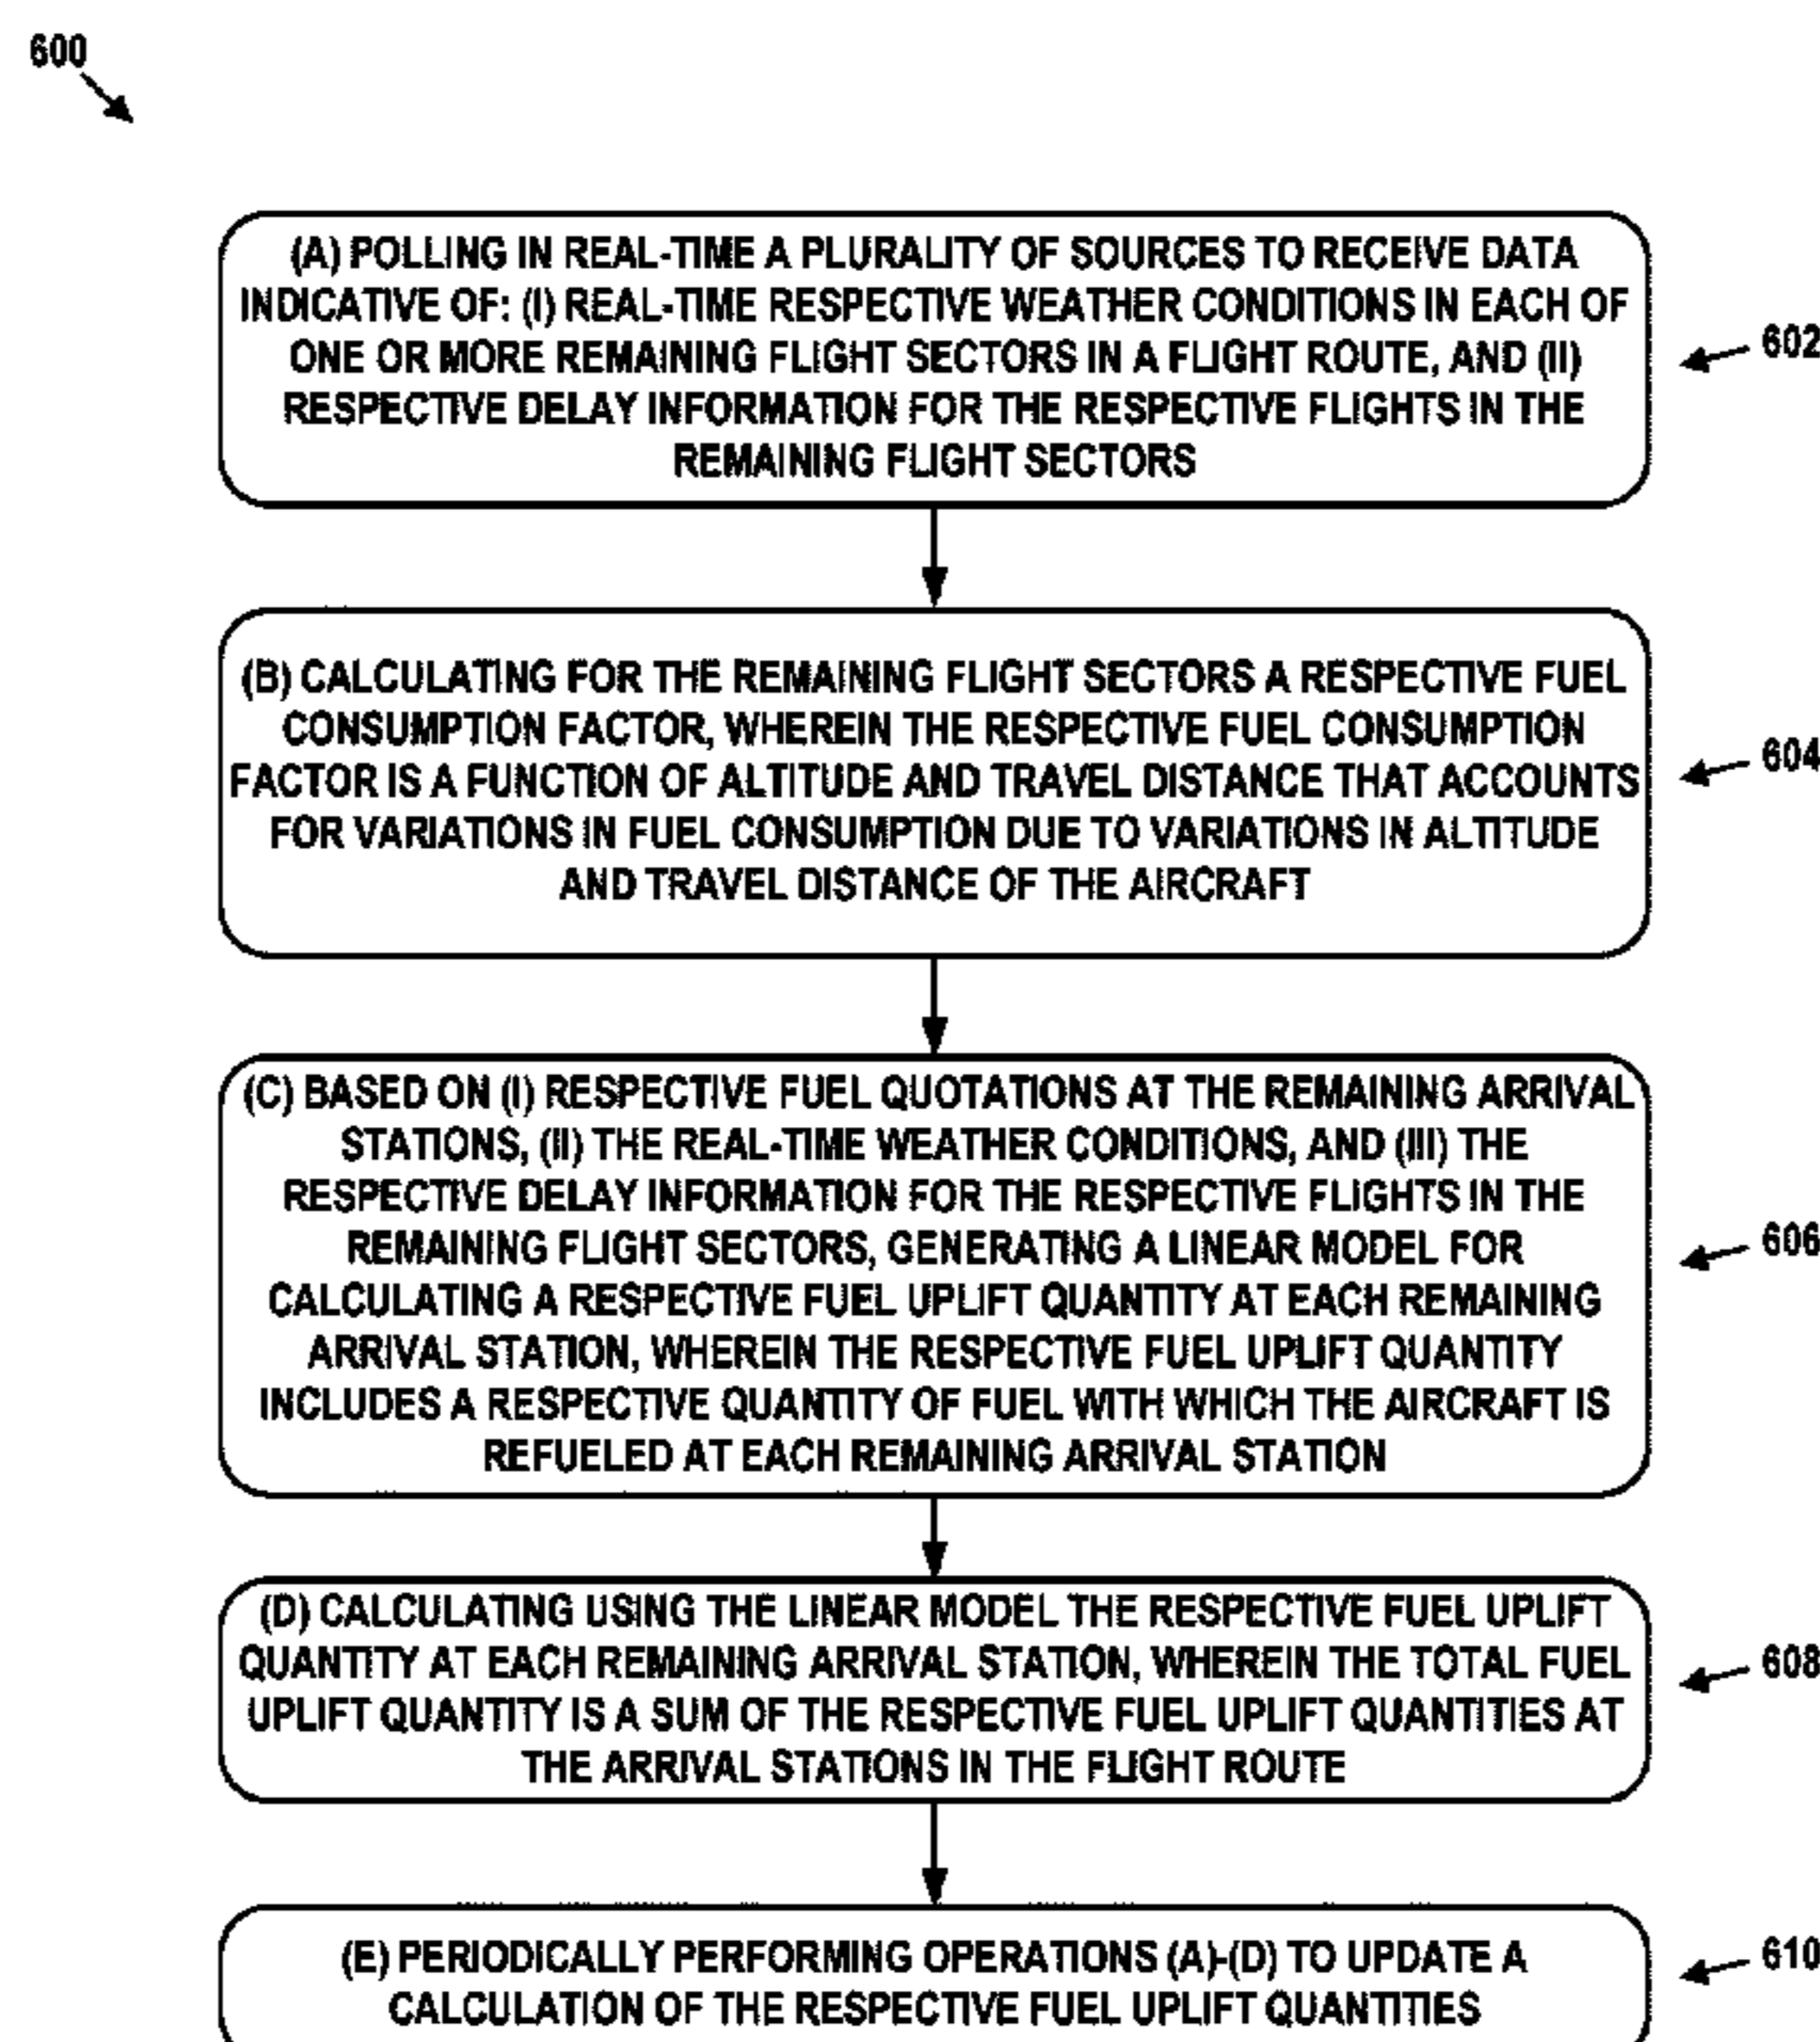 600
(A) POLLING IN REAL-TIME A PLURALITY OF SOURCES TO RECEIVE DATA
INDICATIVE OF: (I) REAL-TIME RESPECTIVE WEATHER CONDITIONS IN EACH OF
ONE OR MORE REMAINING FLIGHT SECTORS IN A FLIGHT ROUTE, AND (II)
RESPECTIVE DELAY INFORMATION FOR THE RESPECTIVE FLIGHTS IN THE
REMAINING FLIGHT SECTORS
602
(B) CALCULATING FOR THE REMAINING FLIGHT SECTORS A RESPECTIVE FUEL
CONSUMPTION FACTOR, WHEREIN THE RESPECTIVE FUEL CONSUMPTION
FACTOR IS A FUNCTION OF ALTITUDE AND TRAVEL DISTANCE THAT ACCOUNTS
FOR VARIATIONS IN FUEL CONSUMPTION DUE TO VARIATIONS IN ALTITUDE
AND TRAVEL DISTANCE OF THE AIRCRAFT
604
(C) BASED ON (I) RESPECTIVE FUEL QUOTATIONS AT THE REMAINING ARRIVAL
STATIONS, (II) THE REAL-TIME WEATHER CONDITIONS, AND (III) THE
RESPECTIVE DELAY INFORMATION FOR THE RESPECTIVE FLIGHTS IN THE
REMAINING FLIGHT SECTORS, GENERATING A LINEAR MODEL FOR
CALCULATING A RESPECTIVE FUEL UPLIFT QUANTITY AT EACH REMAINING
ARRIVAL STATION, WHEREIN THE RESPECTIVE FUEL UPLIFT QUANTITY
INCLUDES A RESPECTIVE QUANTITY OF FUEL WITH WHICH THE AIRCRAFT IS
REFUELED AT EACH REMAINING ARRIVAL STATION
606
(D) CALCULATING USING THE LINEAR MODEL THE RESPECTIVE FUEL UPLIFT
QUANTITY AT EACH REMAINING ARRIVAL STATION, WHEREIN THE TOTAL FUEL
UPLIFT QUANTITY IS A SUM OF THE RESPECTIVE FUEL UPLIFT QUANTITIES AT
THE ARRIVAL STATIONS IN THE FLIGHT ROUTE
608
(E) PERIODICALLY PERFORMING OPERATIONS (A)-(D) TO UPDATE A
CALCULATION OF THE RESPECTIVE FUEL UPLIFT QUANTITIES
610